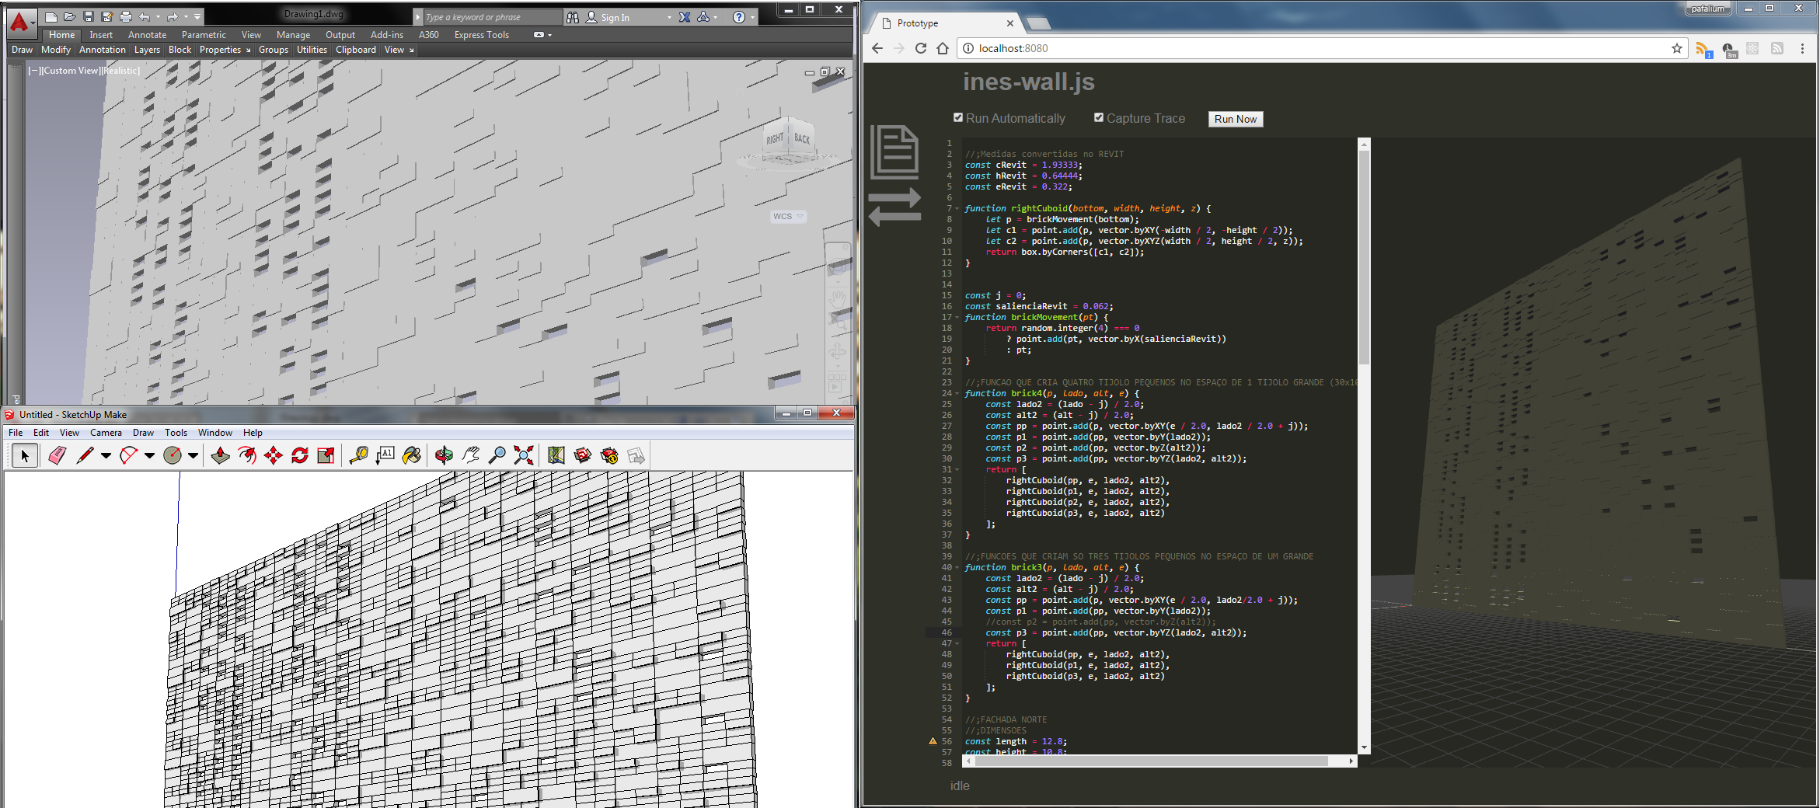 Drawing1.dwg
Type a keyword or phrase
Sign In
Home Insert Annotate Parametric View Manage Output Add-ins A360 Express Tools
Draw Modify Annotation Layers Block Properties Groups Utilities Clipboard View
[−][Custom View][Realistic]
RIGHT BACK
WCS
Untitled - SketchUp Make
File Edit View Camera Draw Tools Window Help
A1
patalium
Prototype
localhost:8080
ines-wall.js
Run Automatically Capture Trace Run Now
1
2 //;Medidas convertidas no REVIT
3 const cRevit = 1.93333;
4 const hRevit = 0.64444;
5 const eRevit = 0.322;
6
7 function rightCuboid(bottom, width, height, z) {
8 let p = brickMovement(bottom);
9 let c1 = point.add(p, vector.byXY(-width / 2, -height / 2));
10 let c2 = point.add(p, vector.byXYZ(width / 2, height / 2, z));
11 return box.byCorners([c1, c2]);
12 }
13
14
15 const j = 0;
16 const salienciaRevit = 0.062;
17 function brickMovement(pt) {
18 return random.integer(4) === 0
19 ? point.add(pt, vector.byX(salienciaRevit))
20 : pt;
21 }
22
23 //;FUNCAO QUE CRIA QUATRO TIJOLO PEQUENOS NO ESPAÇO DE 1 TIJOLO GRANDE (30x10
24 function brick4(p, lado, alt, e) {
25 const lado2 = (lado - j) / 2.0;
26 const alt2 = (alt - j) / 2.0;
27 const pp = point.add(p, vector.byXY(e / 2.0, lado2 / 2.0 + j));
28 const p1 = point.add(pp, vector.byY(lado2));
29 const p2 = point.add(pp, vector.byZ(alt2));
30 const p3 = point.add(pp, vector.byYZ(lado2, alt2));
31 return [
32 rightCuboid(pp, e, lado2, alt2),
33 rightCuboid(p1, e, lado2, alt2),
34 rightCuboid(p2, e, lado2, alt2),
35 rightCuboid(p3, e, lado2, alt2)
36 ];
37 }
38
39 //;FUNCOES QUE CRIAM SO TRES TIJOLOS PEQUENOS NO ESPAÇO DE UM GRANDE
40 function brick3(p, lado, alt, e) {
41 const lado2 = (lado - j) / 2.0;
42 const alt2 = (alt - j) / 2.0;
43 const pp = point.add(p, vector.byXY(e / 2.0, lado2/2.0 + j));
44 const p1 = point.add(pp, vector.byY(lado2));
45 //const p2 = point.add(pp, vector.byZ(alt2));
46 const p3 = point.add(pp, vector.byYZ(lado2, alt2));
47 return [
48 rightCuboid(pp, e, lado2, alt2),
49 rightCuboid(p1, e, lado2, alt2),
50 rightCuboid(p3, e, lado2, alt2)
51 ];
52 }
53
54 //;FACHADA NORTE
55 //;DIMENSOES
56 const length = 12.8;
57 const height = 10.8;
58
idle